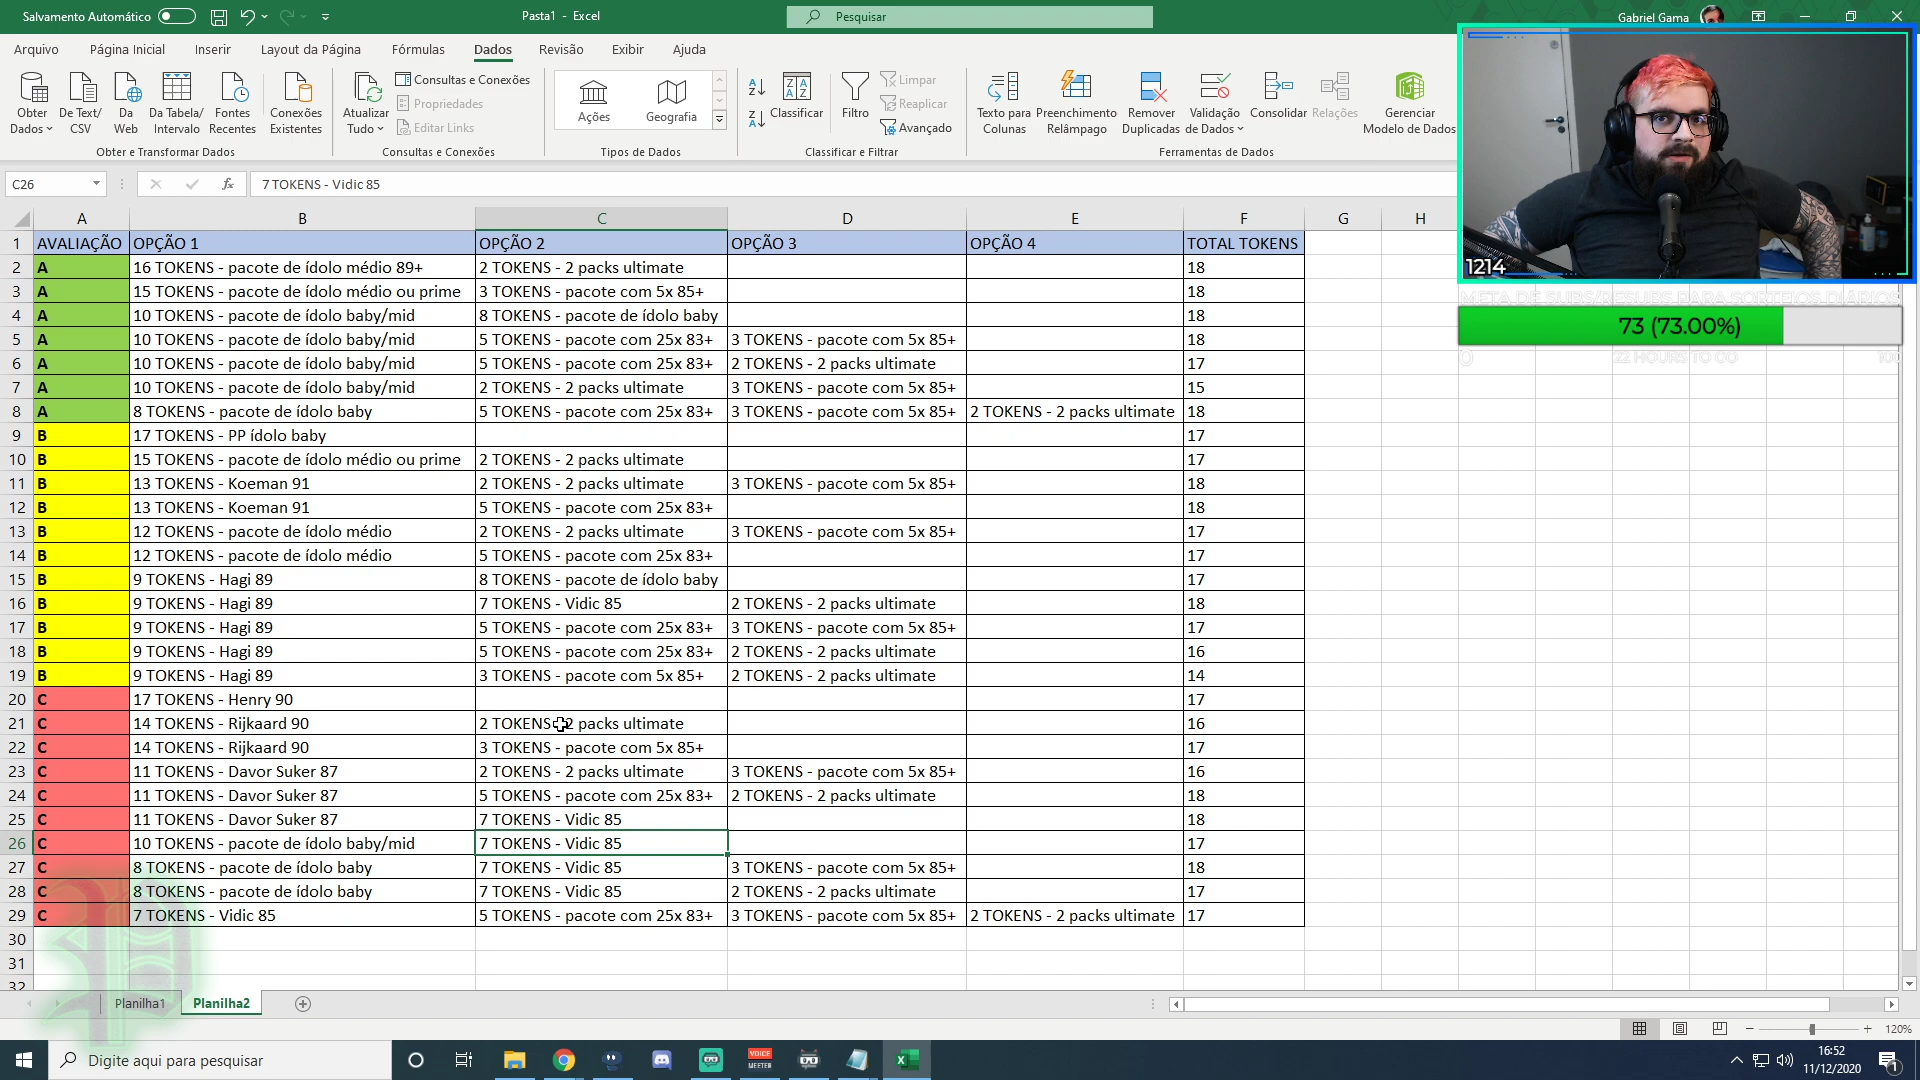 Salvamento Automático
Pasta1 - Excel
Pesquisar
Gabriel Gama
Arquivo Página Inicial Inserir Layout da Página Fórmulas Dados Revisão Exibir Ajuda
Obter Dados
De Text/ CSV
Da Web
Da Tabela/ Intervalo
Fontes Recentes
Conexões Existentes
Obter e Transformar Dados
Atualizar Tudo
Consultas e Conexões
Propriedades
Editar Links
Consultas e Conexões
Ações
Geografia
Tipos de Dados
Classificar
Filtro
Limpar
Reaplicar
Avançado
Classificar e Filtrar
Texto para Colunas
Preenchimento Relâmpago
Remover Duplicadas
Validação de Dados
Consolidar
Relações
Gerenciar Modelo de Dados
Ferramentas de Dados
C26
fx
7 TOKENS - Vidic 85
1214
META DE SUBS/RESUBS PARA SORTEIOS DIÁRIOS
73 (73.00%)
0 22 HOURS TO GO 100
A B C D E F G H
1 AVALIAÇÃO OPÇÃO 1 OPÇÃO 2 OPÇÃO 3 OPÇÃO 4 TOTAL TOKENS
2 A 16 TOKENS - pacote de ídolo médio 89+ 2 TOKENS - 2 packs ultimate 18
3 A 15 TOKENS - pacote de ídolo médio ou prime 3 TOKENS - pacote com 5x 85+ 18
4 A 10 TOKENS - pacote de ídolo baby/mid 8 TOKENS - pacote de ídolo baby 18
5 A 10 TOKENS - pacote de ídolo baby/mid 5 TOKENS - pacote com 25x 83+ 3 TOKENS - pacote com 5x 85+ 18
6 A 10 TOKENS - pacote de ídolo baby/mid 5 TOKENS - pacote com 25x 83+ 2 TOKENS - 2 packs ultimate 17
7 A 10 TOKENS - pacote de ídolo baby/mid 2 TOKENS - 2 packs ultimate 3 TOKENS - pacote com 5x 85+ 15
8 A 8 TOKENS - pacote de ídolo baby 5 TOKENS - pacote com 25x 83+ 3 TOKENS - pacote com 5x 85+ 2 TOKENS - 2 packs ultimate 18
9 B 17 TOKENS - PP ídolo baby 17
10 B 15 TOKENS - pacote de ídolo médio ou prime 2 TOKENS - 2 packs ultimate 17
11 B 13 TOKENS - Koeman 91 2 TOKENS - 2 packs ultimate 3 TOKENS - pacote com 5x 85+ 18
12 B 13 TOKENS - Koeman 91 5 TOKENS - pacote com 25x 83+ 18
13 B 12 TOKENS - pacote de ídolo médio 2 TOKENS - 2 packs ultimate 3 TOKENS - pacote com 5x 85+ 17
14 B 12 TOKENS - pacote de ídolo médio 5 TOKENS - pacote com 25x 83+ 17
15 B 9 TOKENS - Hagi 89 8 TOKENS - pacote de ídolo baby 17
16 B 9 TOKENS - Hagi 89 7 TOKENS - Vidic 85 2 TOKENS - 2 packs ultimate 18
17 B 9 TOKENS - Hagi 89 5 TOKENS - pacote com 25x 83+ 3 TOKENS - pacote com 5x 85+ 17
18 B 9 TOKENS - Hagi 89 5 TOKENS - pacote com 25x 83+ 2 TOKENS - 2 packs ultimate 16
19 B 9 TOKENS - Hagi 89 3 TOKENS - pacote com 5x 85+ 2 TOKENS - 2 packs ultimate 14
20 C 17 TOKENS - Henry 90 17
21 C 14 TOKENS - Rijkaard 90 2 TOKENS - 2 packs ultimate 16
22 C 14 TOKENS - Rijkaard 90 3 TOKENS - pacote com 5x 85+ 17
23 C 11 TOKENS - Davor Suker 87 2 TOKENS - 2 packs ultimate 3 TOKENS - pacote com 5x 85+ 16
24 C 11 TOKENS - Davor Suker 87 5 TOKENS - pacote com 25x 83+ 2 TOKENS - 2 packs ultimate 18
25 C 11 TOKENS - Davor Suker 87 7 TOKENS - Vidic 85 18
26 C 10 TOKENS - pacote de ídolo baby/mid 7 TOKENS - Vidic 85 17
27 C 8 TOKENS - pacote de ídolo baby 7 TOKENS - Vidic 85 3 TOKENS - pacote com 5x 85+ 18
28 C 8 TOKENS - pacote de ídolo baby 7 TOKENS - Vidic 85 2 TOKENS - 2 packs ultimate 17
29 C 7 TOKENS - Vidic 85 5 TOKENS - pacote com 25x 83+ 3 TOKENS - pacote com 5x 85+ 2 TOKENS - 2 packs ultimate 17
30
31
32
Planilha1 Planilha2
120%
Digite aqui para pesquisar
VOICE MEETER
16:52
11/12/2020
1